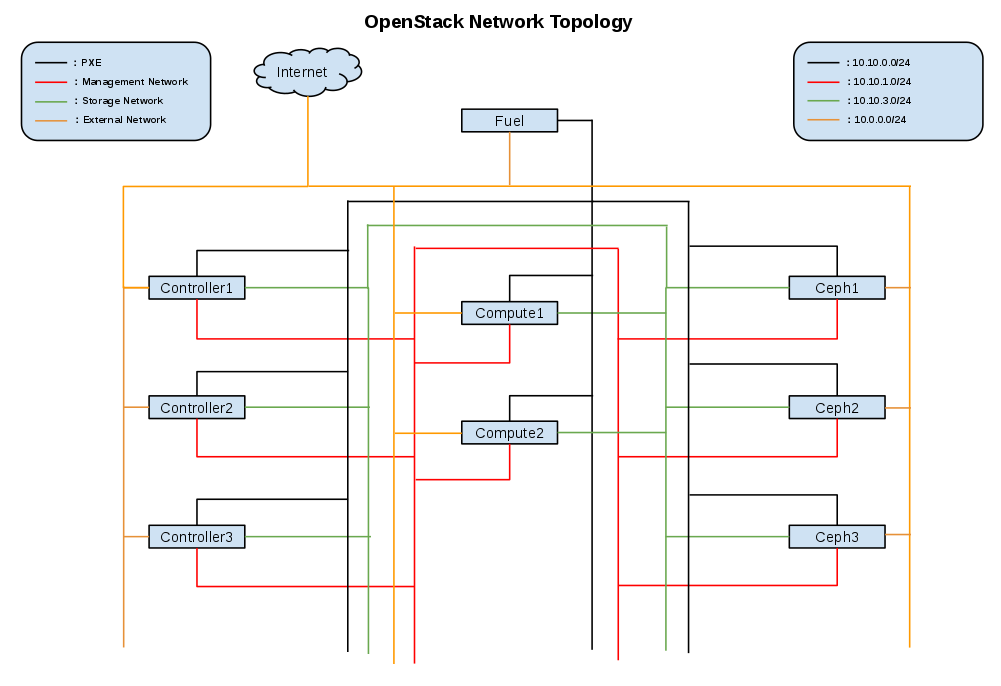 OpenStack Network Topology
: PXE
: Management Network
: Storage Network
: External Network
Internet
: 10.10.0.0/24
: 10.10.1.0/24
: 10.10.3.0/24
: 10.0.0.0/24
Fuel
Controller1
Compute1
Ceph1
Controller2
Compute2
Ceph2
Controller3
Ceph3